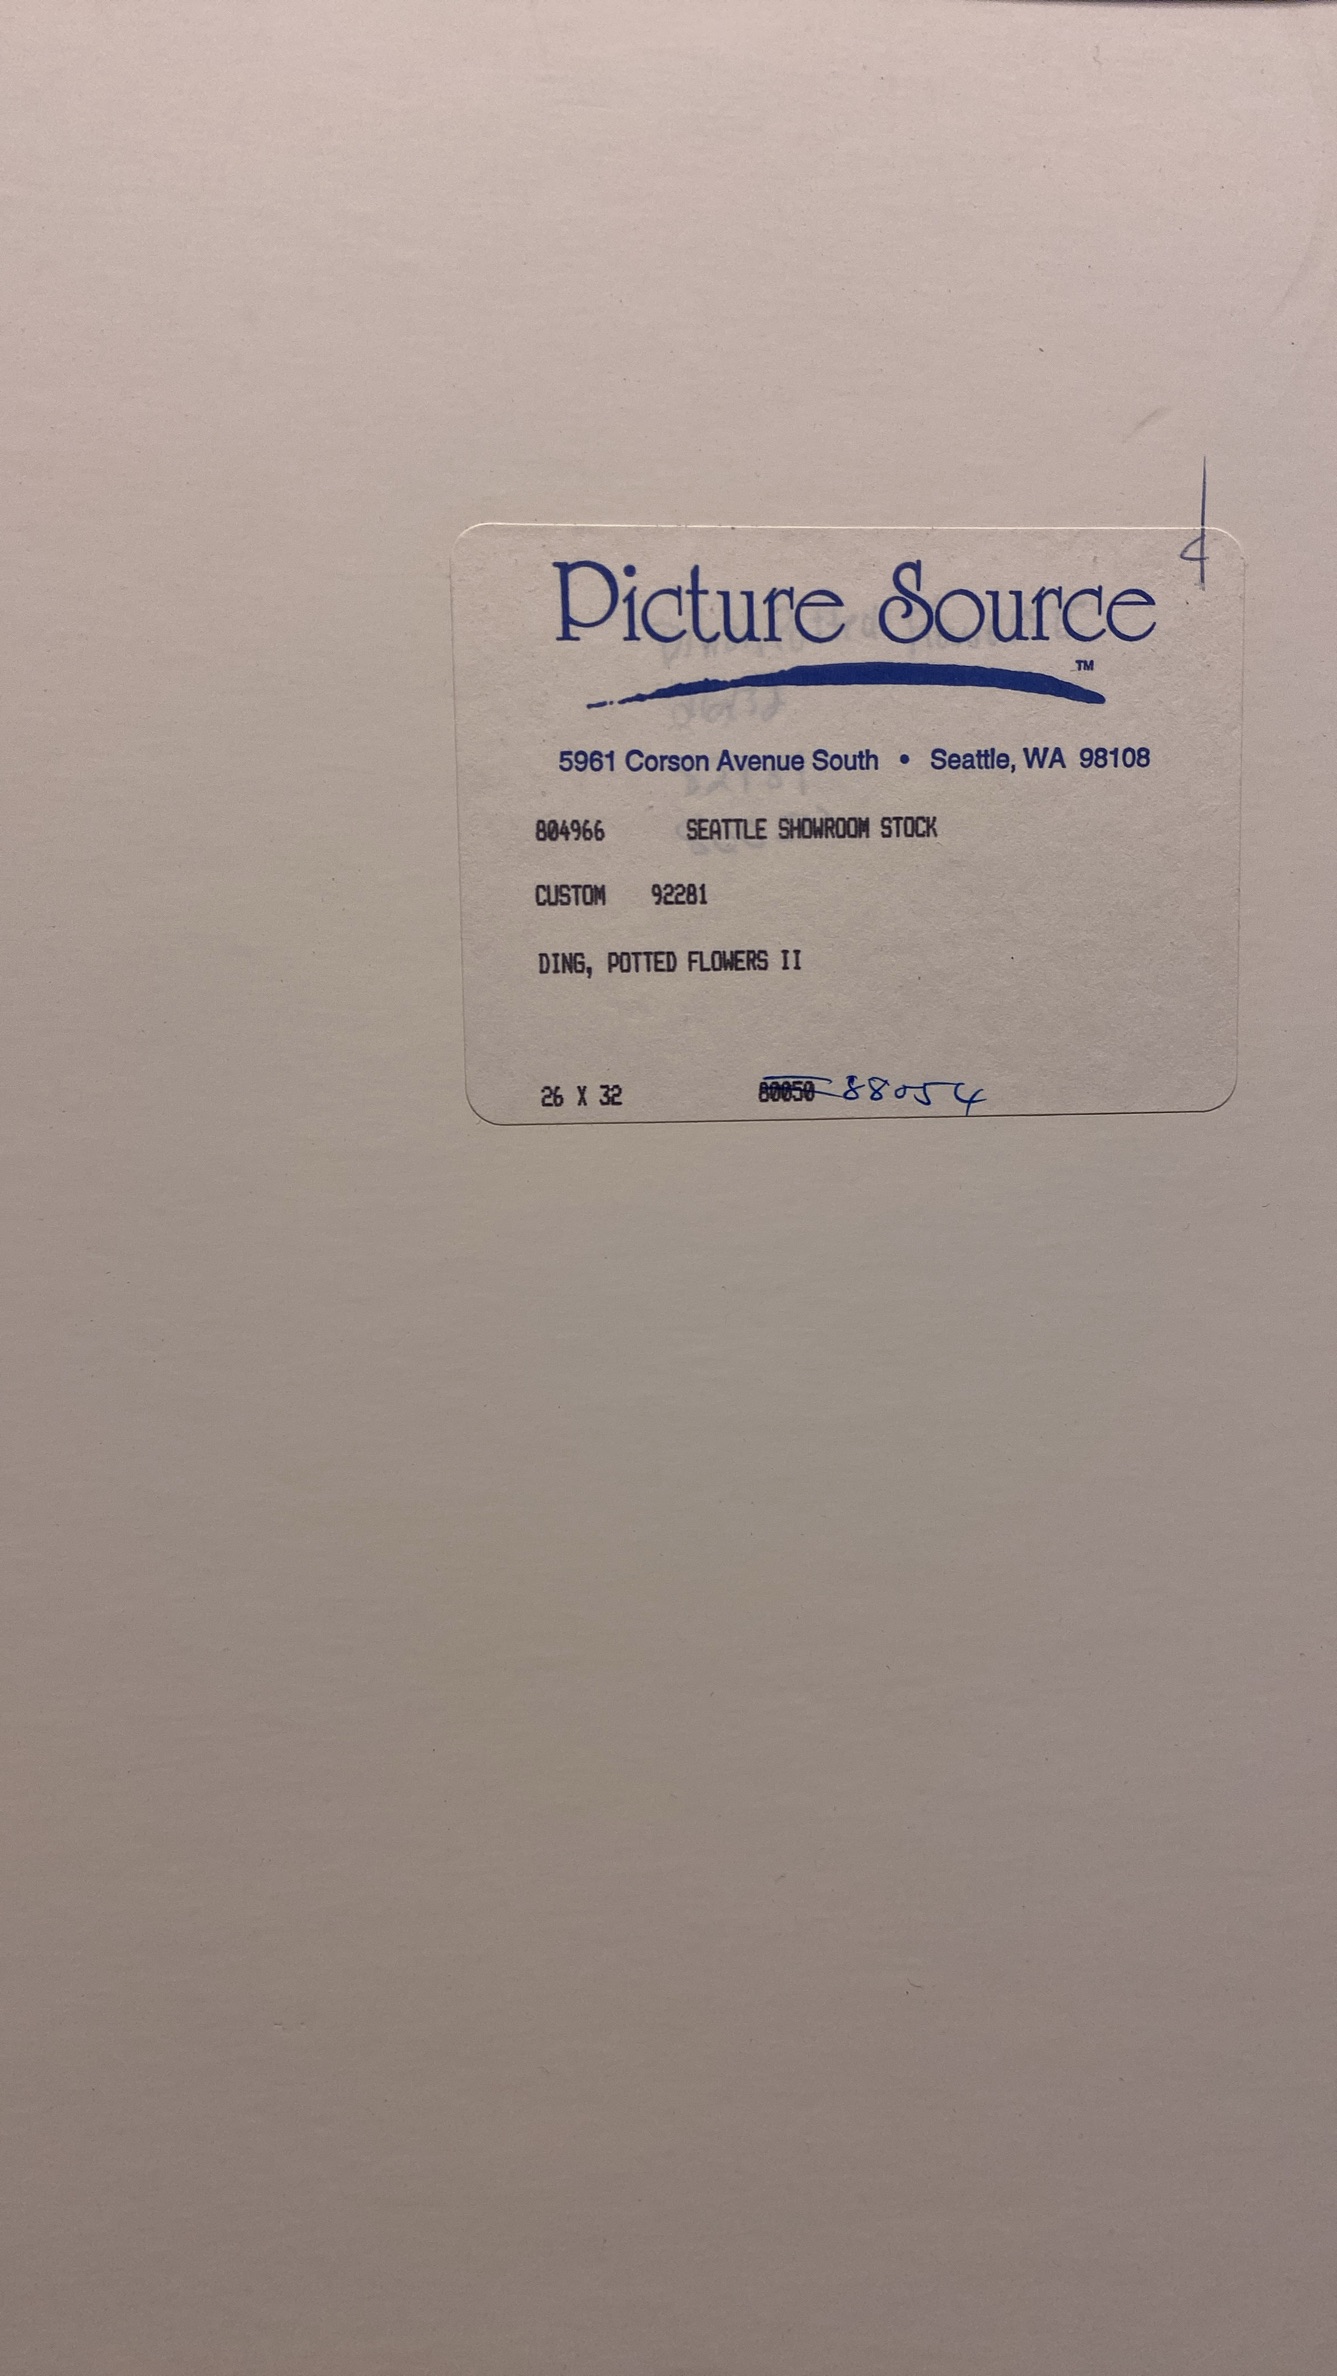 Picture Source
TM
5961 Corson Avenue South • Seattle, WA 98108
804966 SEATTLE SHOWROOM STOCK
CUSTOM 92281
DING, POTTED FLOWERS II
26 X 32 80050 88054